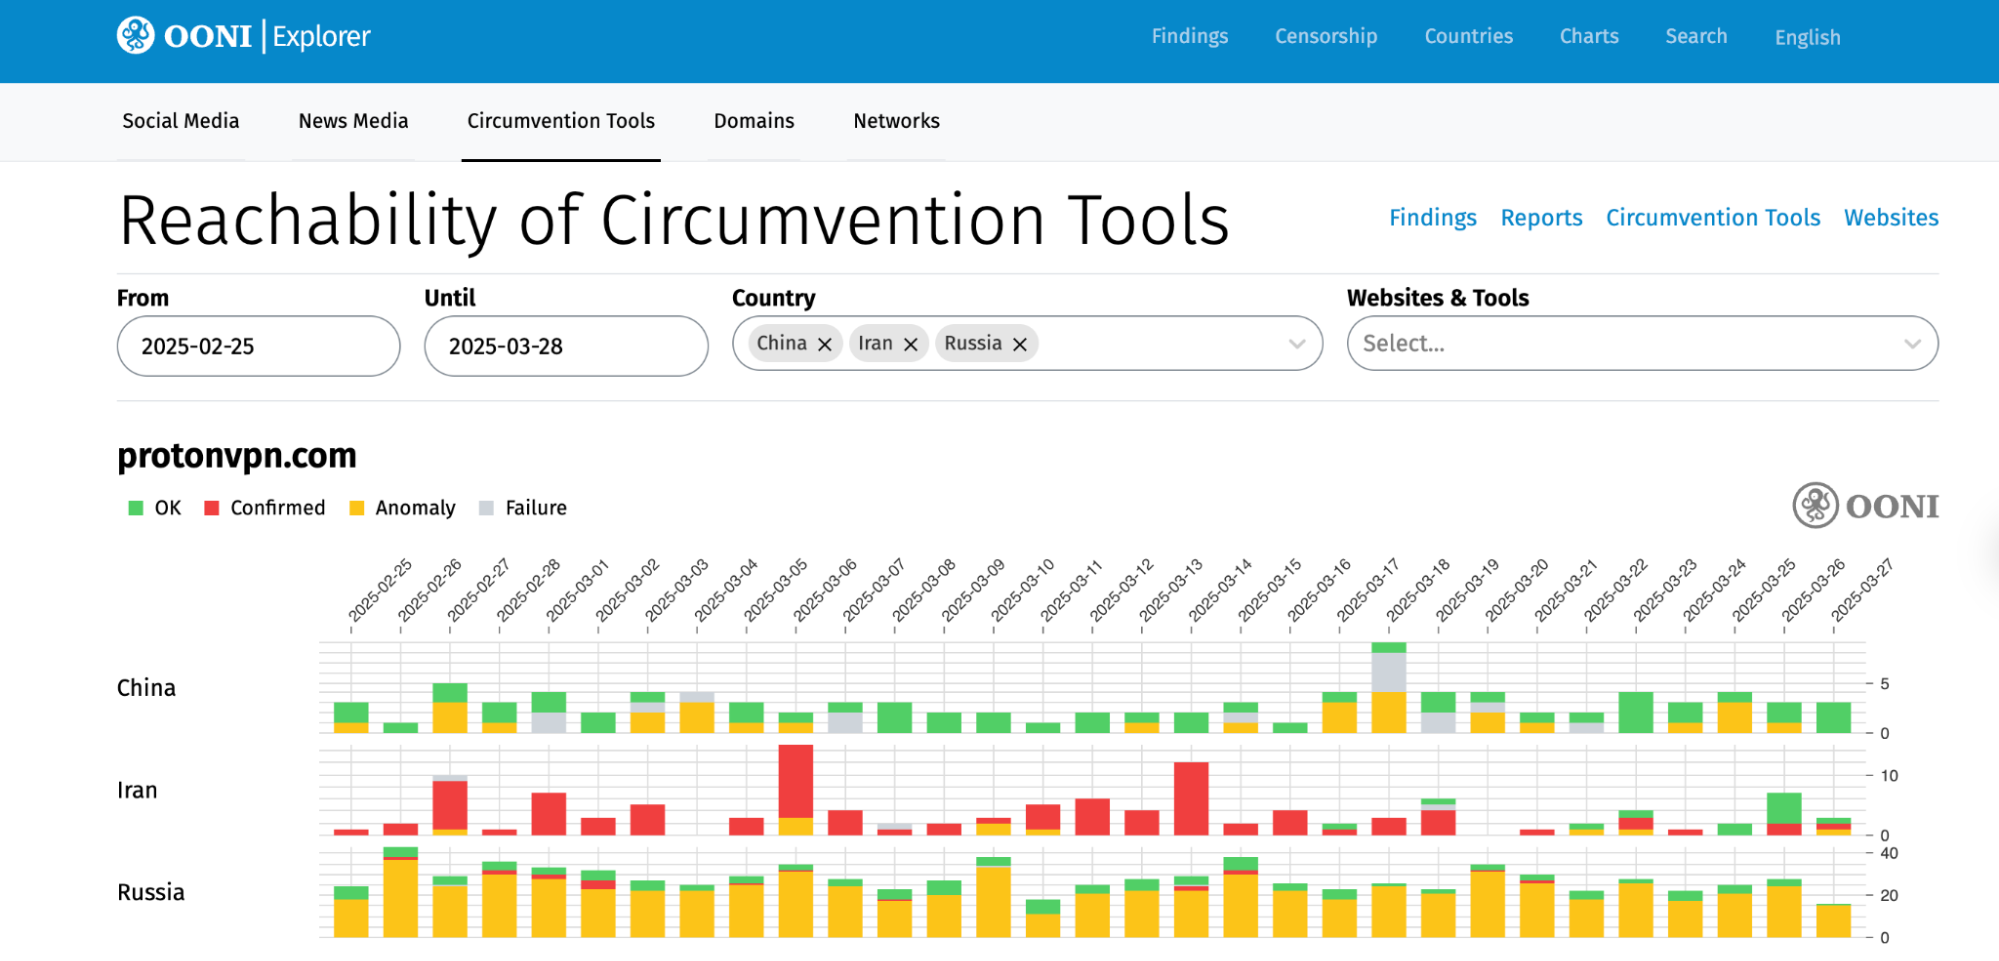 OONI | Explorer
Findings Censorship Countries Charts Search English
Social Media News Media Circumvention Tools Domains Networks
Reachability of Circumvention Tools
Findings Reports Circumvention Tools Websites
From Until Country Websites & Tools
2025-02-25 2025-03-28 China Iran Russia Select...
protonvpn.com
OK Confirmed Anomaly Failure
OONI
2025-02-25 2025-02-26 2025-02-27 2025-02-28 2025-03-01 2025-03-02 2025-03-03 2025-03-04 2025-03-05 2025-03-06 2025-03-07 2025-03-08 2025-03-09 2025-03-10 2025-03-11 2025-03-12 2025-03-13 2025-03-14 2025-03-15 2025-03-16 2025-03-17 2025-03-18 2025-03-19 2025-03-20 2025-03-21 2025-03-22 2025-03-23 2025-03-24 2025-03-25 2025-03-26 2025-03-27
China 5
0
Iran 10
0
Russia 40
20
0